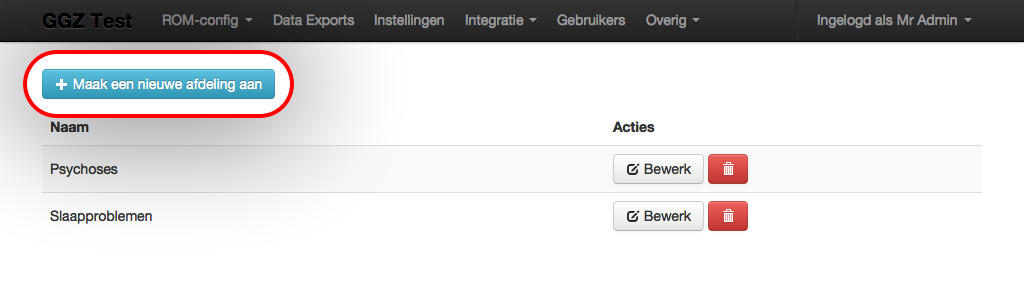 GGZ Test ROM-config Data Exports Instellingen Integratie Gebruikers Overig Ingelogd als Mr Admin
Maak een nieuwe afdeling aan
Naam Acties
Psychoses Bewerk
Slaapproblemen Bewerk